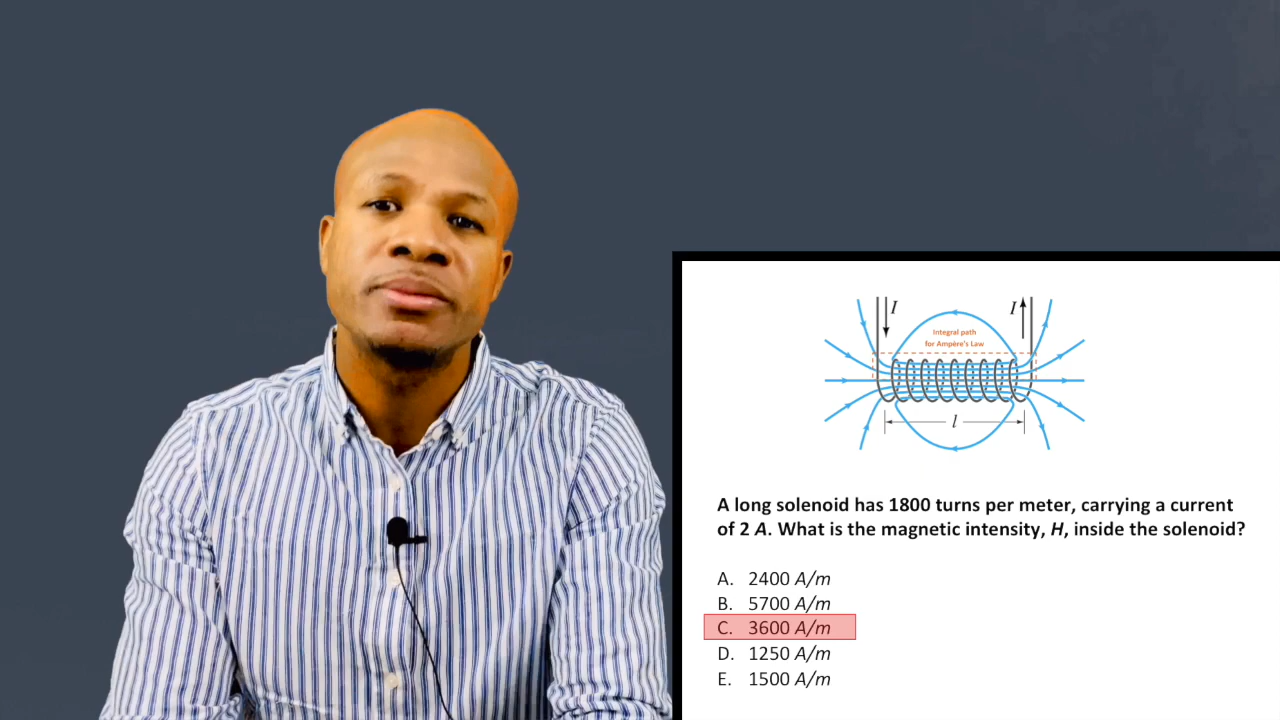 I
I
Integral path
for Ampère's Law
l
A long solenoid has 1800 turns per meter, carrying a current
of 2 A. What is the magnetic intensity, H, inside the solenoid?
A. 2400 A/m
B. 5700 A/m
C. 3600 A/m
D. 1250 A/m
E. 1500 A/m